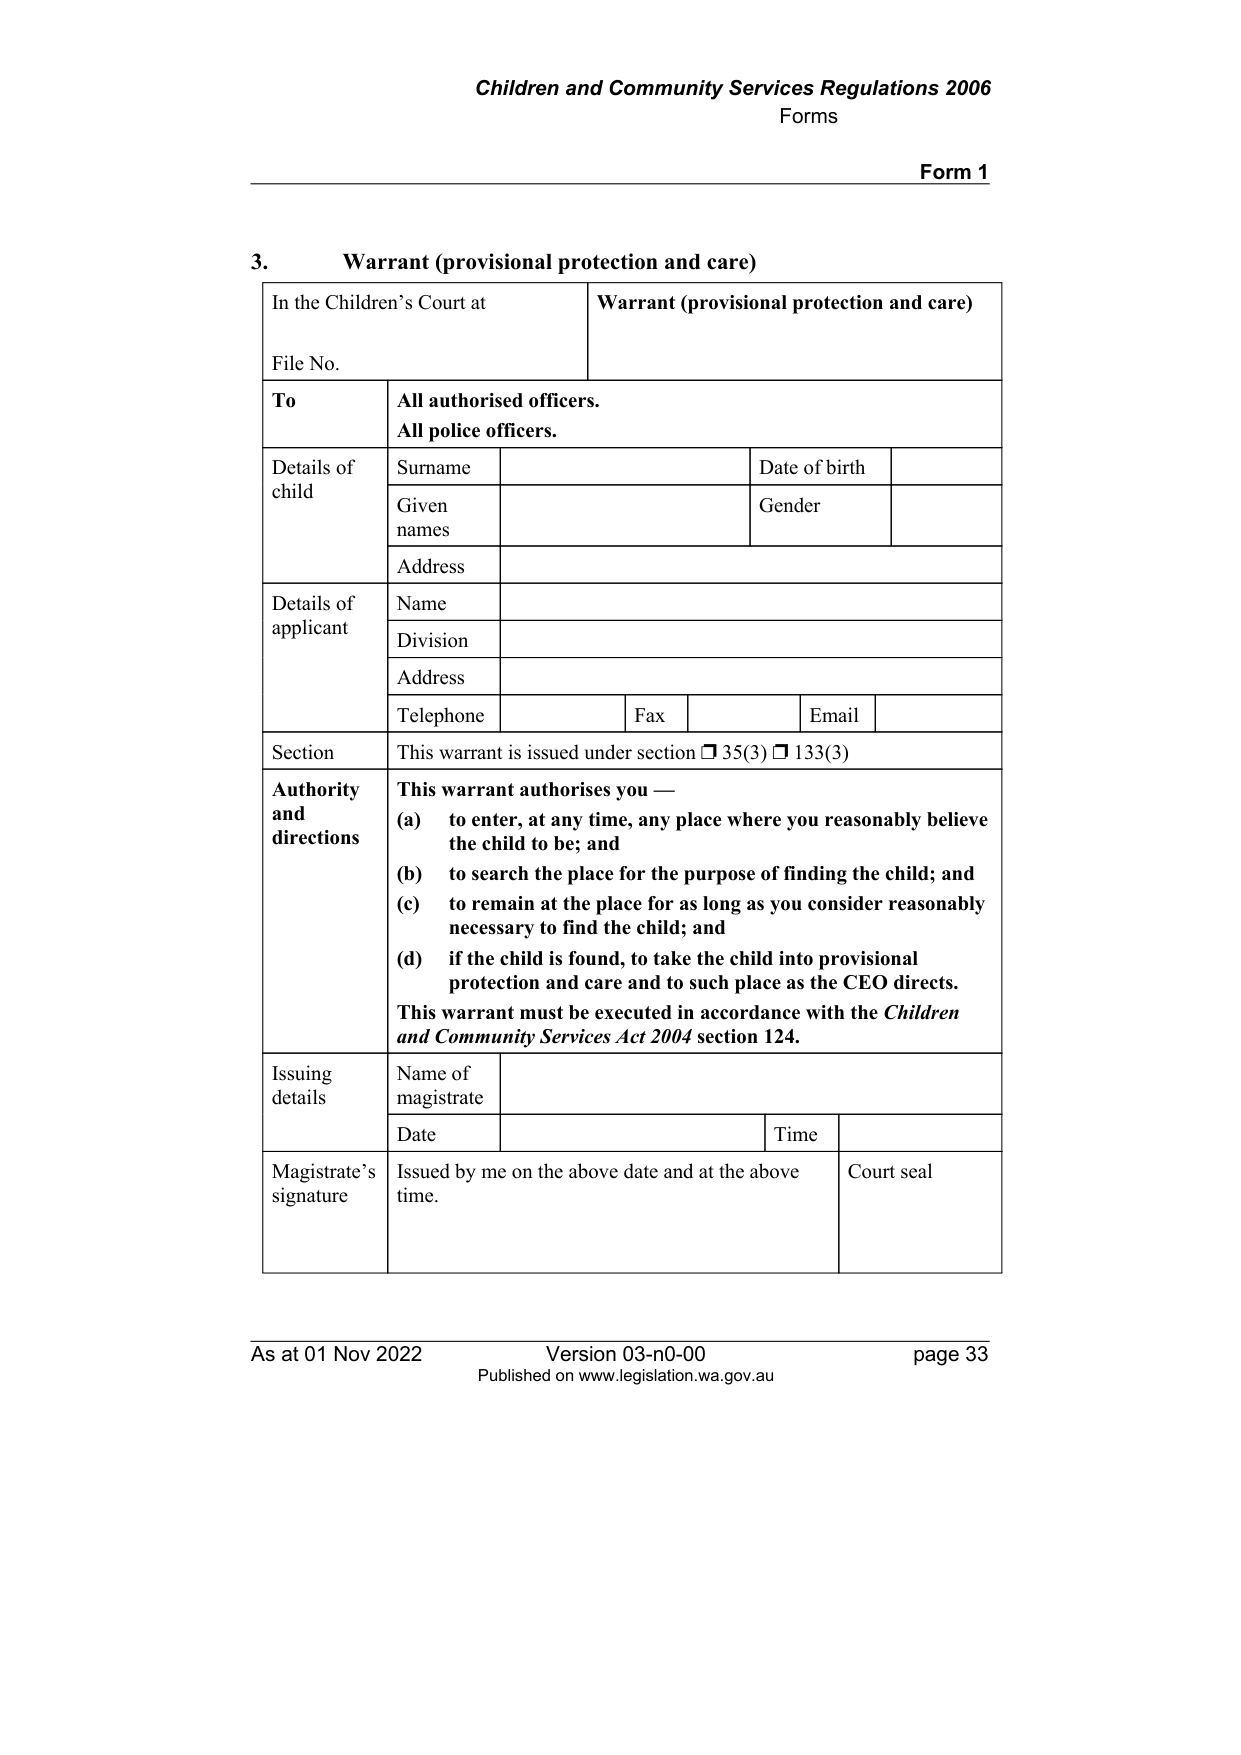 Children and Community Services Regulations 2006
Forms
Form 1
3. Warrant (provisional protection and care)
In the Children’s Court at
File No.
Warrant (provisional protection and care)
To
All authorised officers.
All police officers.
Details of
child
Surname
Date of birth
Given
names
Gender
Address
Details of
applicant
Name
Division
Address
Telephone
Fax
Email
Section
This warrant is issued under section ❐ 35(3) ❐ 133(3)
Authority
and
directions
This warrant authorises you —
(a) to enter, at any time, any place where you reasonably believe
the child to be; and
(b) to search the place for the purpose of finding the child; and
(c) to remain at the place for as long as you consider reasonably
necessary to find the child; and
(d) if the child is found, to take the child into provisional
protection and care and to such place as the CEO directs.
This warrant must be executed in accordance with the Children
and Community Services Act 2004 section 124.
Issuing
details
Name of
magistrate
Date
Time
Magistrate’s
signature
Issued by me on the above date and at the above
time.
Court seal
As at 01 Nov 2022 Version 03-n0-00 page 33
Published on www.legislation.wa.gov.au